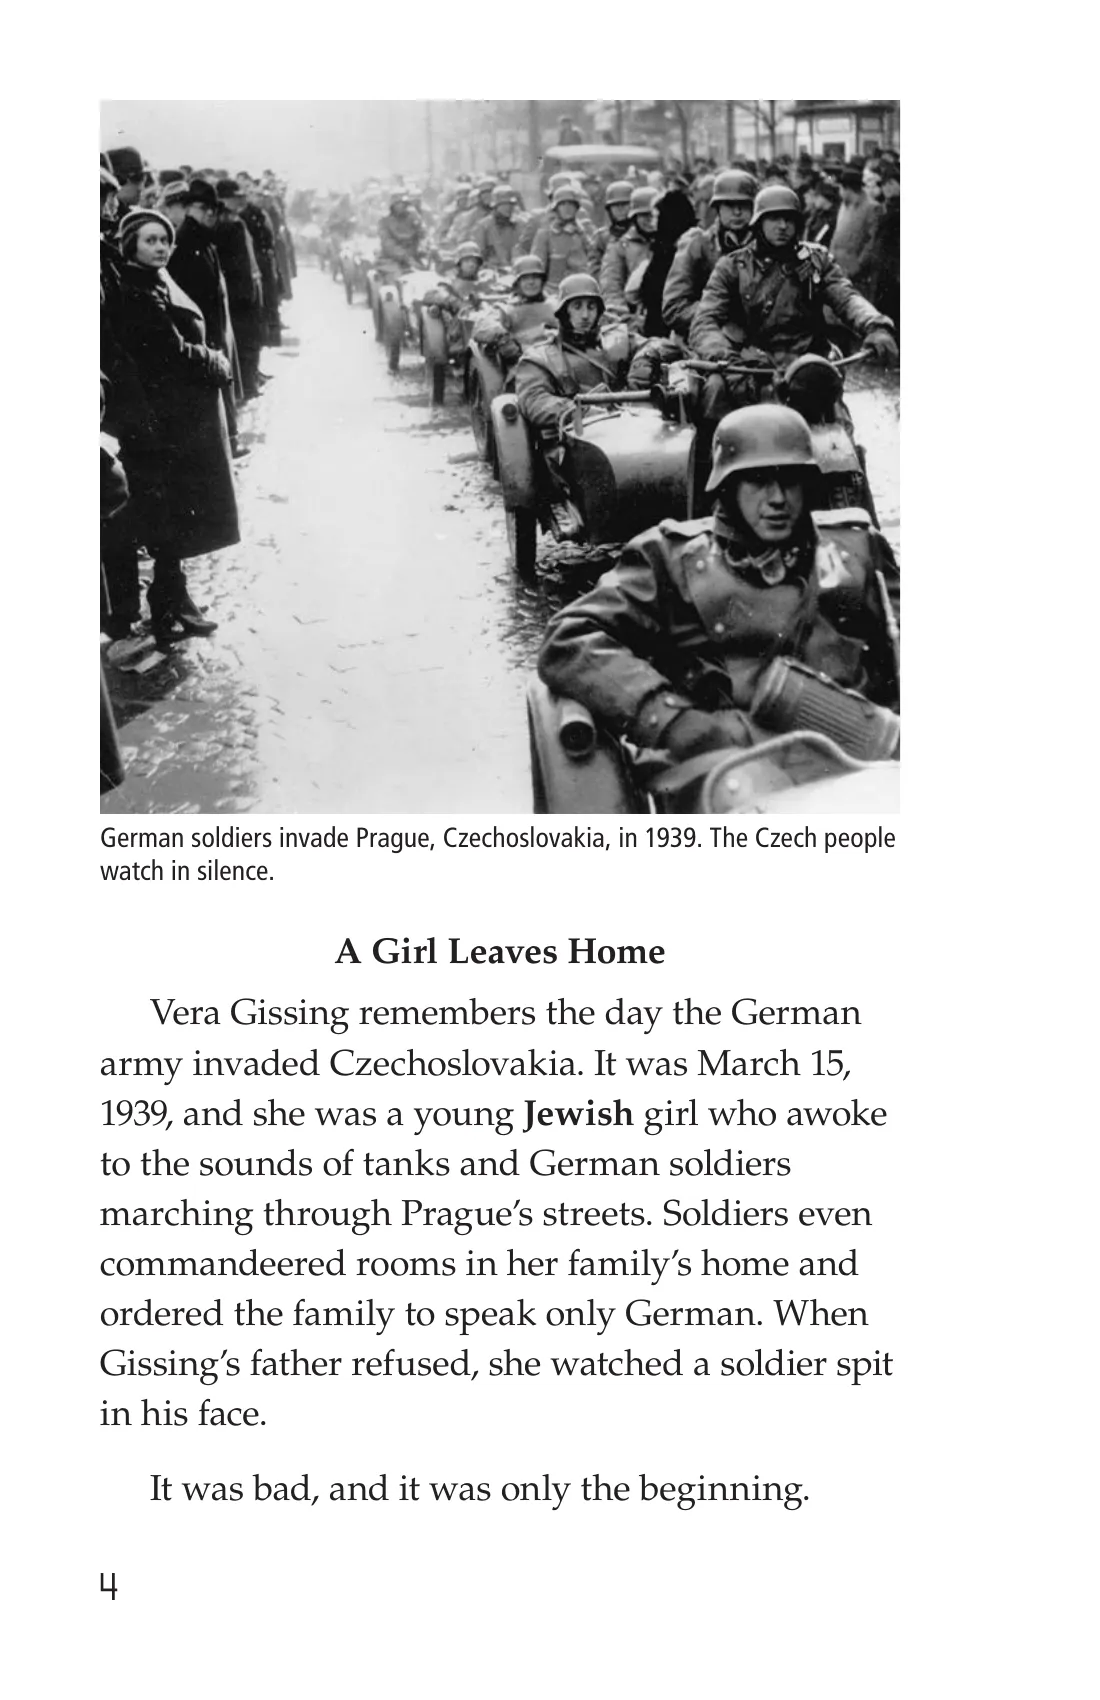 German soldiers invade Prague, Czechoslovakia, in 1939. The Czech people
watch in silence.
A Girl Leaves Home
Vera Gissing remembers the day the German
army invaded Czechoslovakia. It was March 15,
1939, and she was a young Jewish girl who awoke
to the sounds of tanks and German soldiers
marching through Prague’s streets. Soldiers even
commandeered rooms in her family’s home and
ordered the family to speak only German. When
Gissing’s father refused, she watched a soldier spit
in his face.
It was bad, and it was only the beginning.
4